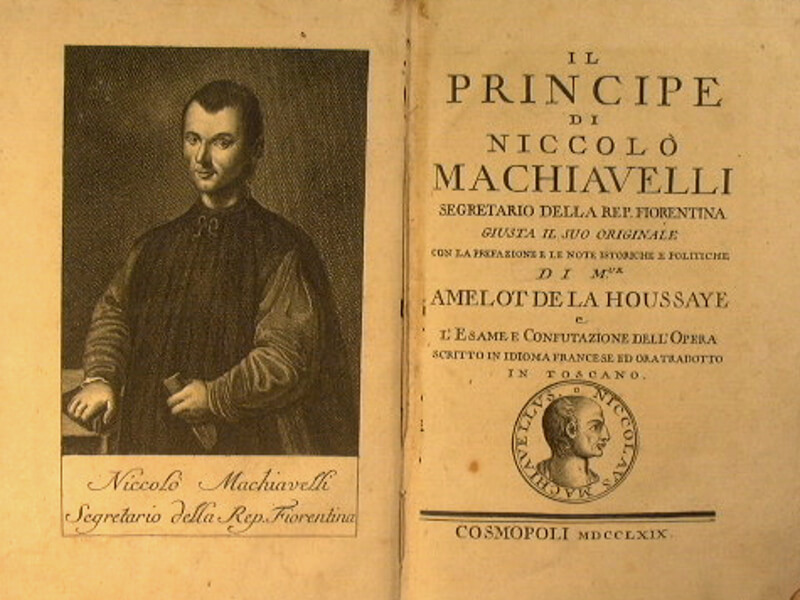 Niccolò Machiavelli
Segretario della Rep. Fiorentina
IL
PRINCIPE
DI
NICCOLÒ
MACHIAVELLI
SEGRETARIO DELLA REP. FIORENTINA
GIUSTA IL SUO ORIGINALE
CON LA PREFAZIONE E LE NOTE ISTORICHE E POLITICHE
DI M.UR
AMELOT DE LA HOUSSAYE
e
L'ESAME E CONFUTAZIONE DELL'OPERA
SCRITTO IN IDIOMA FRANCESE ED ORA TRADOTTO
IN TOSCANO.
NICCOLAVS MACHIAVELLVS.
COSMOPOLI MDCCLXIX.